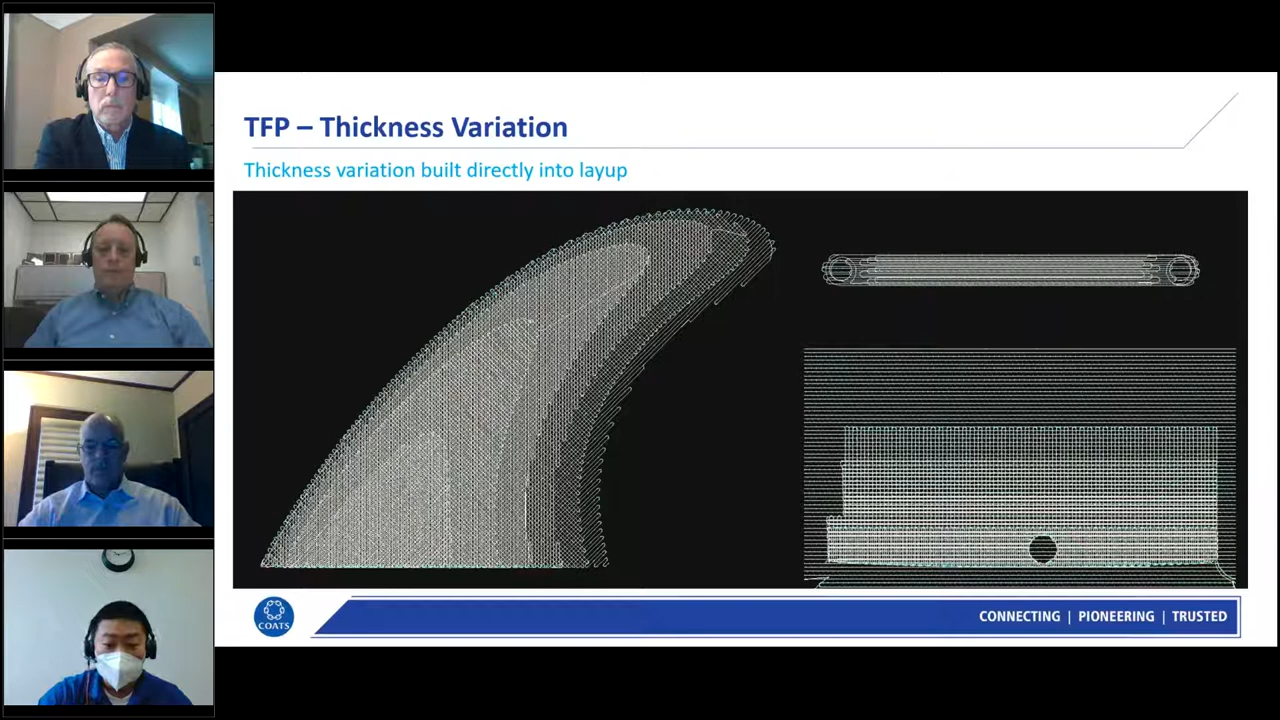 TFP – Thickness Variation
Thickness variation built directly into layup
COATS
CONNECTING | PIONEERING | TRUSTED